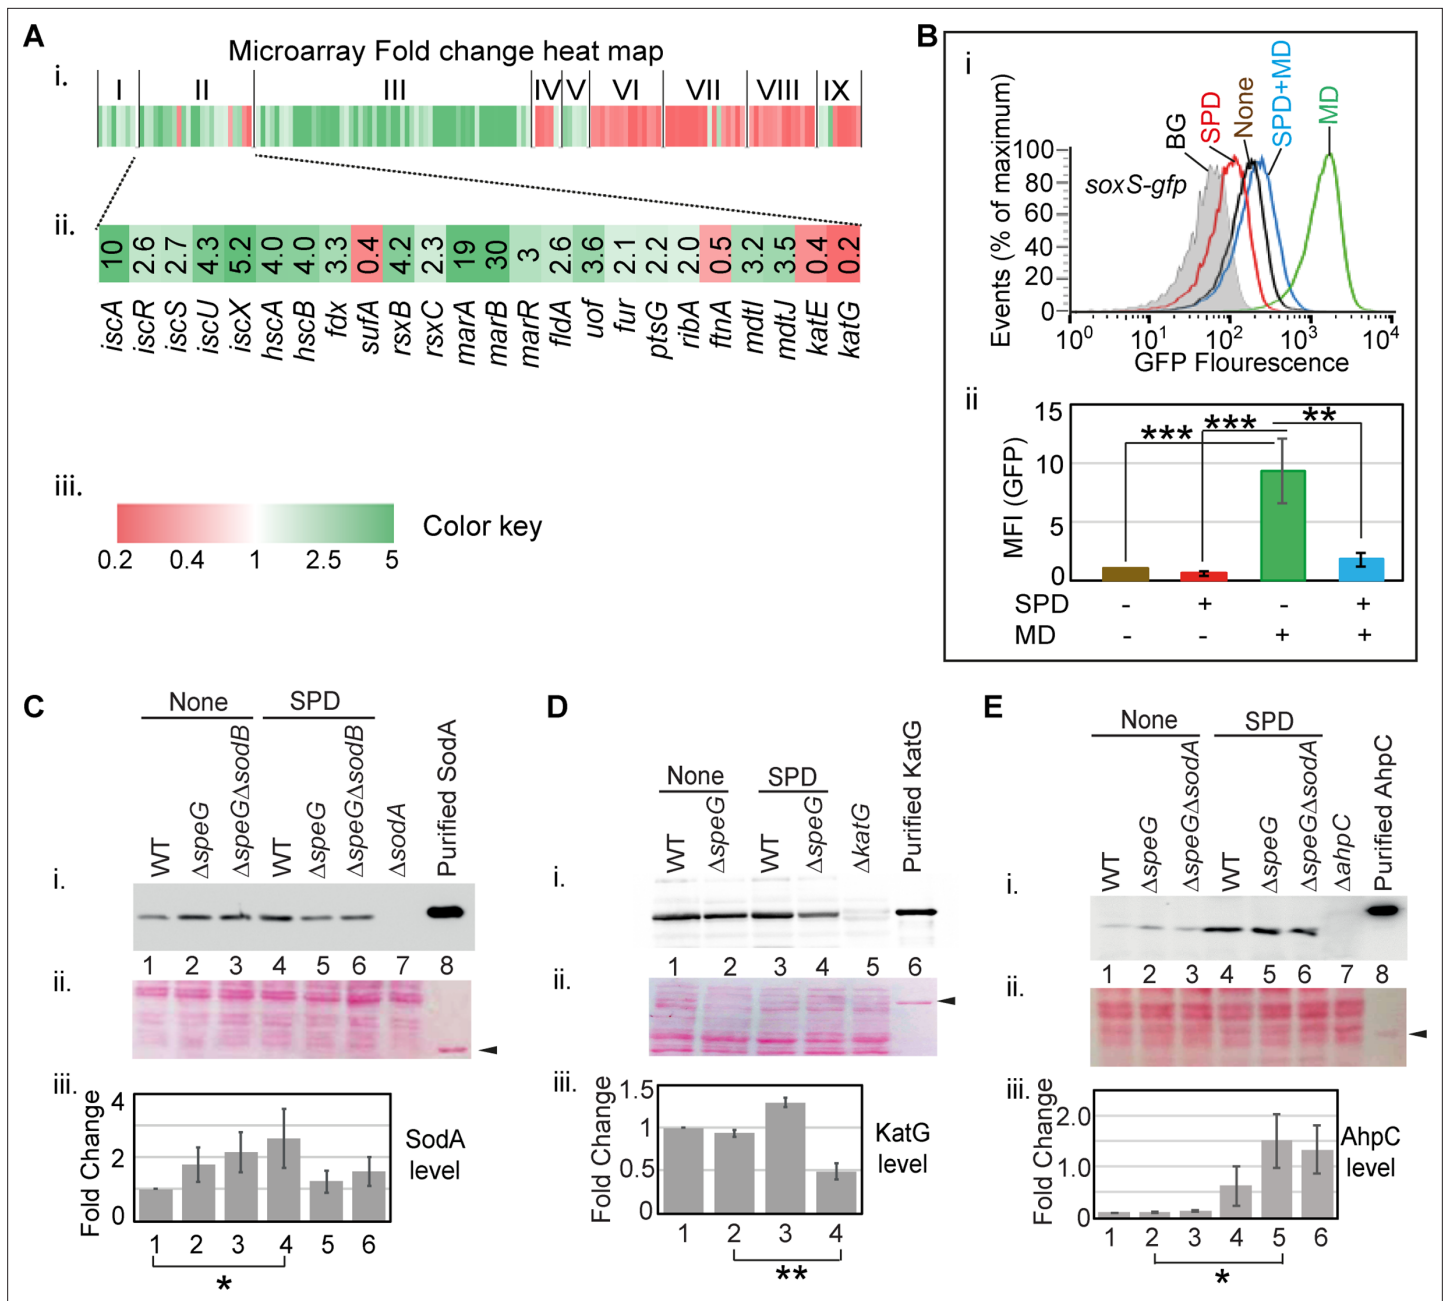 A
Microarray Fold change heat map
i.
I II III IV V VI VII VIII IX
ii.
10 2.6 2.7 4.3 5.2 4.0 4.0 3.3 0.4 4.2 2.3 19 30 3 2.6 3.6 2.1 2.2 2.0 0.5 3.2 3.5 0.4 0.2
iscA iscR iscS iscU iscX hscA hscB fdx sufA rsxB rsxC marA marB marR fldA uof fur ptsG ribA ftnA mdtI mdtJ katE katG
iii.
Color key
0.2 0.4 1 2.5 5
B
i
BG SPD None SPD+MD MD
soxS-gfp
Events (% of maximum)
100
80
60
40
20
0
10⁰ 10¹ 10² 10³ 10⁴
GFP Flourescence
ii
MFI (GFP)
15
10
5
0
*** *** **
SPD - + - +
MD - - + +
C
None SPD
WT ΔspeG ΔspeGΔsodB WT ΔspeG ΔspeGΔsodB ΔsodA Purified SodA
i.
1 2 3 4 5 6 7 8
ii.
iii.
Fold Change
4
2
0
SodA
level
1 2 3 4 5 6
*
D
None SPD
WT ΔspeG WT ΔspeG ΔkatG Purified KatG
i.
1 2 3 4 5 6
ii.
iii.
Fold Change
1.5
1
0.5
0
KatG
level
1 2 3 4
**
E
None SPD
WT ΔspeG ΔspeGΔsodA WT ΔspeG ΔspeGΔsodA ΔahpC Purified AhpC
i.
1 2 3 4 5 6 7 8
ii.
iii.
Fold Change
2.0
1.0
0
AhpC
level
1 2 3 4 5 6
*